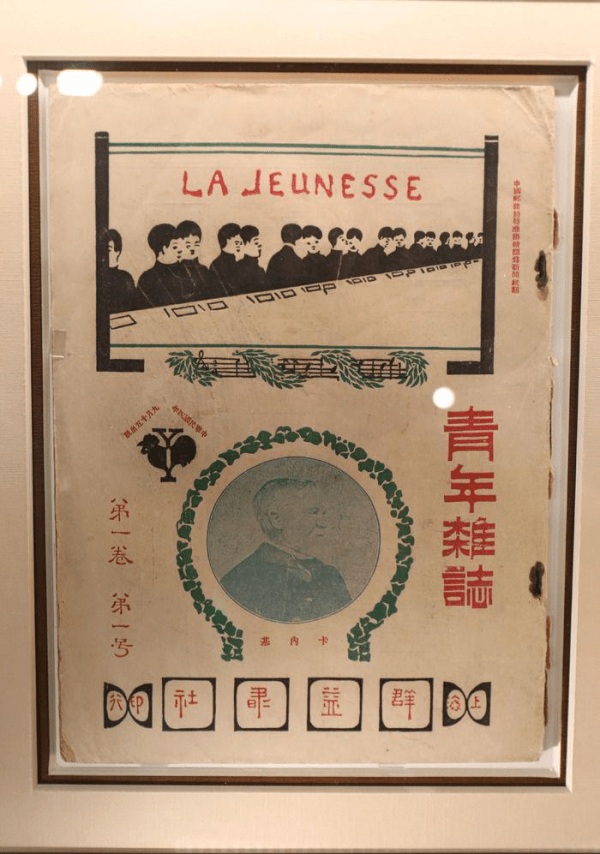 LA JEUNESSE
青年雜誌
第一卷 第一号
卡內基
上海 群益書社 印行